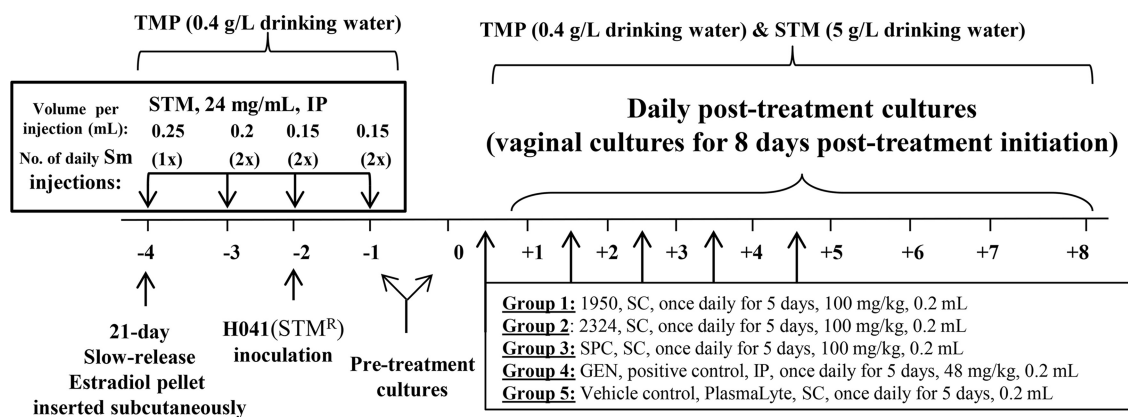 TMP (0.4 g/L drinking water)
TMP (0.4 g/L drinking water) & STM (5 g/L drinking water)
Volume per injection (mL):
STM, 24 mg/mL, IP
0.25 0.2 0.15 0.15
No. of daily Sm injections:
(1x) (2x) (2x) (2x)
Daily post-treatment cultures
(vaginal cultures for 8 days post-treatment initiation)
-4 -3 -2 -1 0 +1 +2 +3 +4 +5 +6 +7 +8
21-day
Slow-release
Estradiol pellet
inserted subcutaneously
H041(STMᴿ)
inoculation
Pre-treatment
cultures
Group 1: 1950, SC, once daily for 5 days, 100 mg/kg, 0.2 mL
Group 2: 2324, SC, once daily for 5 days, 100 mg/kg, 0.2 mL
Group 3: SPC, SC, once daily for 5 days, 100 mg/kg, 0.2 mL
Group 4: GEN, positive control, IP, once daily for 5 days, 48 mg/kg, 0.2 mL
Group 5: Vehicle control, PlasmaLyte, SC, once daily for 5 days, 0.2 mL